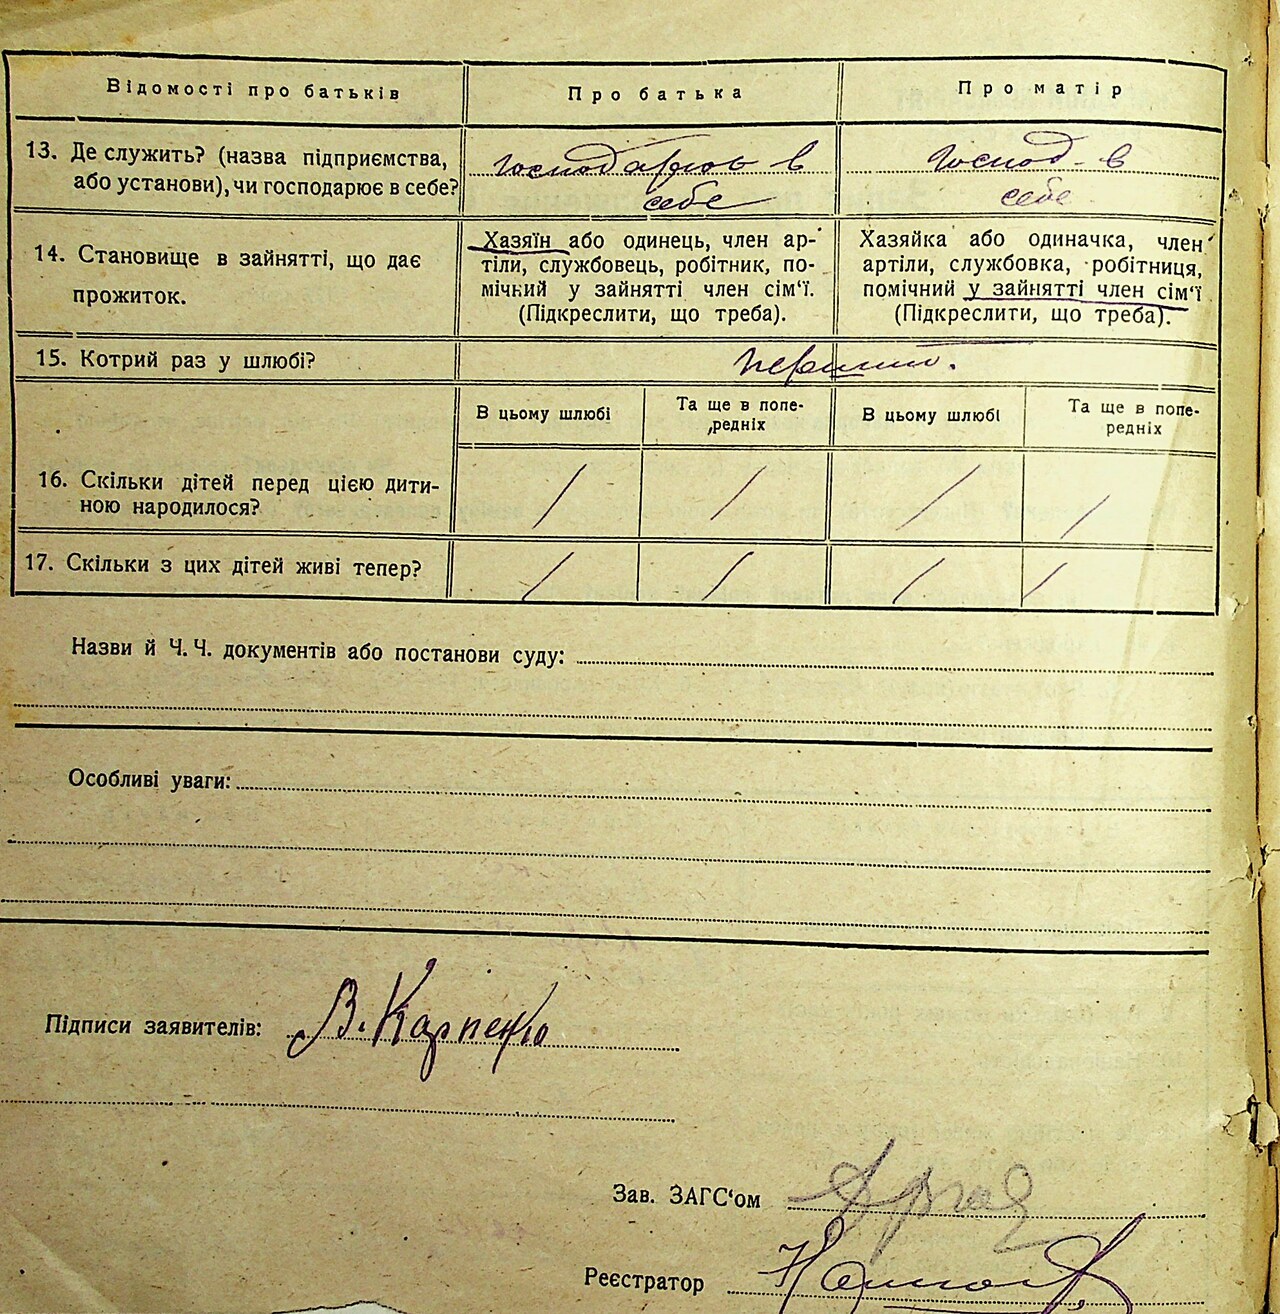 Відомості про батьків Про батька Про матір
13. Де служить? (назва підприємства, або установи), чи господарює в себе? господарює в себе господ. в себе
14. Становище в зайнятті, що дає прожиток.
Хазяїн або одинець, член ар-
тіли, службовець, робітник, по-
мічний у зайнятті член сім‘ї.
(Підкреслити, що треба).
Хазяйка або одиначка, член
артіли, службовка, робітниця,
помічний у зайнятті член сім‘ї
(Підкреслити, що треба).
15. Котрий раз у шлюбі?
В цьому шлюбі Та ще в попе- редніх В цьому шлюбі Та ще в попе- редніх
16. Скільки дітей перед цією дити-
ною народилося? / / / /
17. Скільки з цих дітей живі тепер? / / / /
Назви й Ч. Ч. документів або постанови суду:
Особливі уваги:
Підписи заявителів: В. Карпенко
Зав. ЗАГС‘ом
Реєстратор